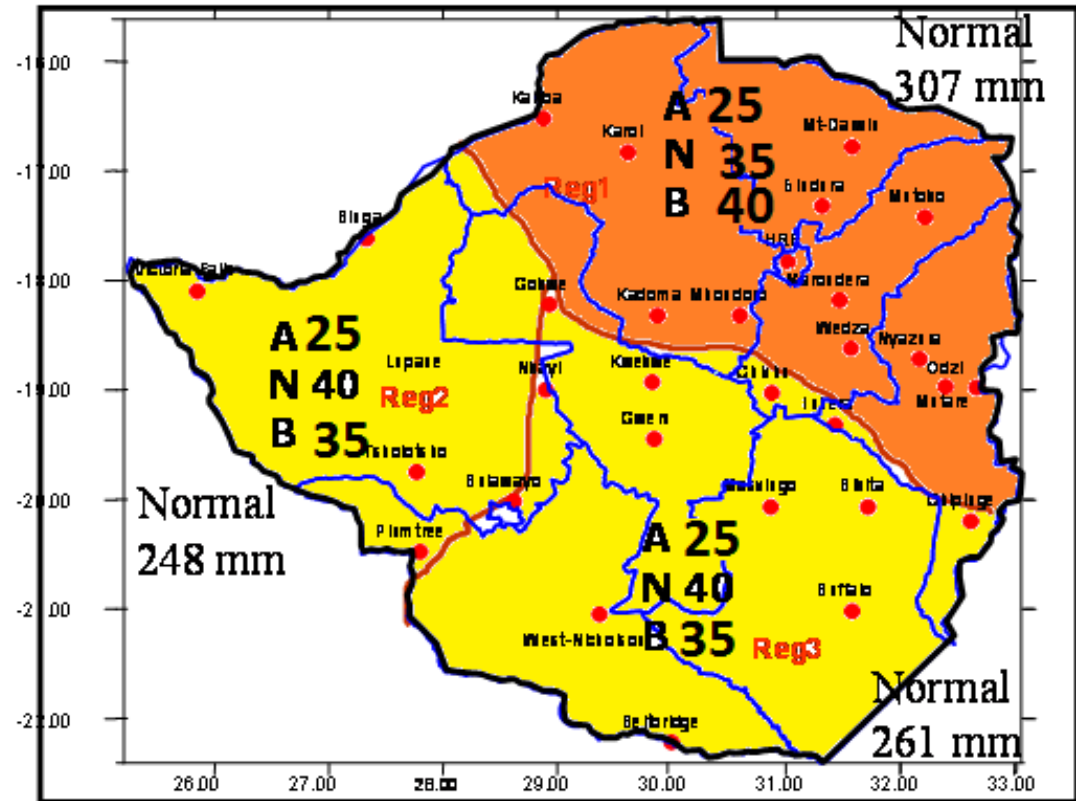 Normal
307 mm
-16.00
Kariba
A 25
Karoi
Mt-Darwin
N 35
-17.00
Reg1
Bindura
Mutoko
B 40
Binga
HRE
Victoria Falls
-18.00
Marondera
Gokwe
Kadoma
Mhondoro
A 25
Wedza
Nyazura
Lupane
Nkayi
Kwekwe
Odzi
N 40
-19.00
Reg2
Mutare
Gweru
B 35
Tsholotsho
Bulawayo
Masvingo
Bikita
-20.00
Chipinge
Normal
248 mm
Plumtree
A 25
N 40
-21.00
Buffalo
West-Nicholson
B 35
Reg3
Normal
261 mm
-22.00
Beitbridge
26.00 27.00 28.00 29.00 30.00 31.00 32.00 33.00